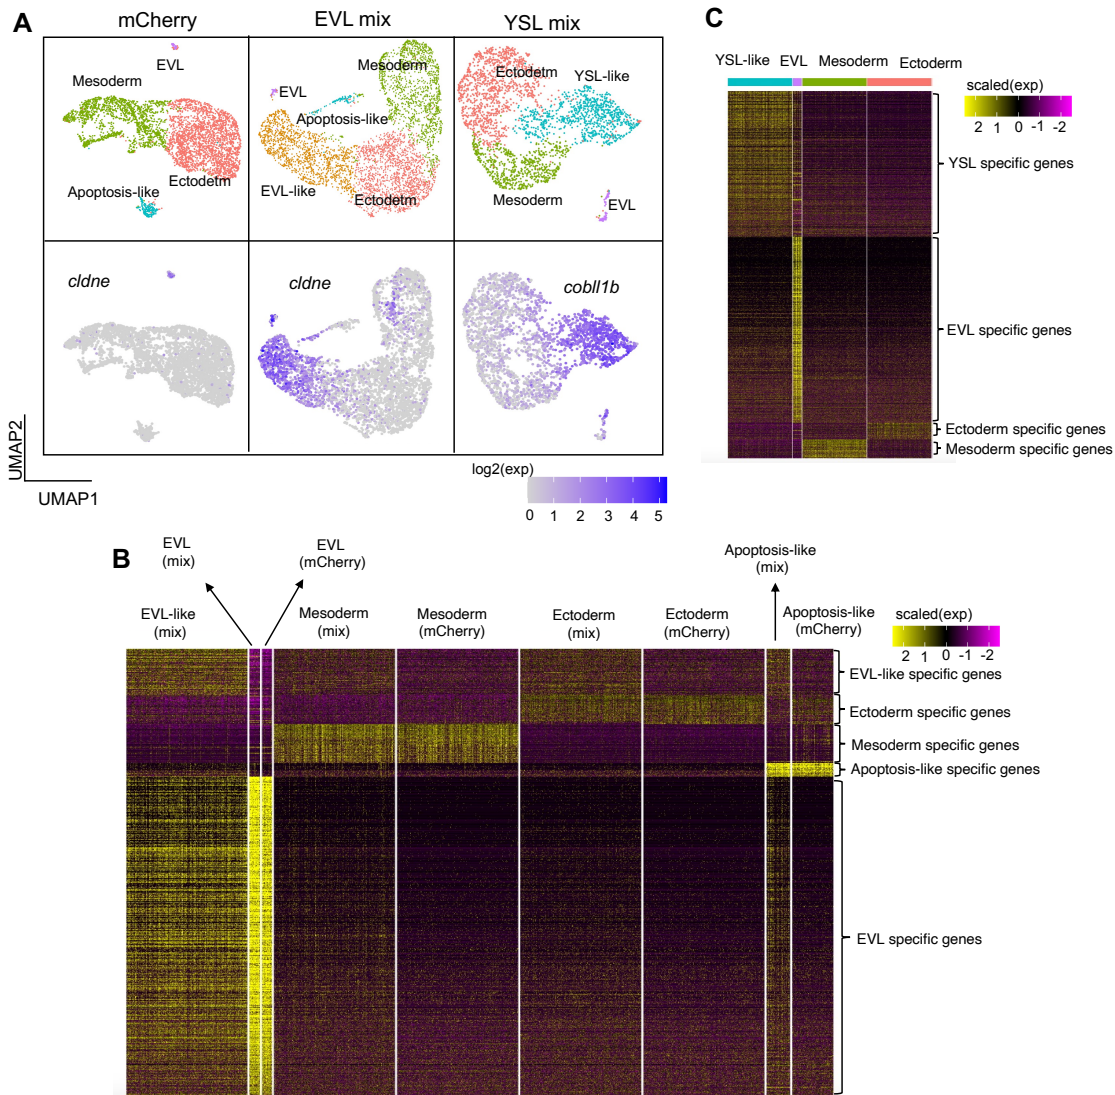 A
mCherry
EVL mix
YSL mix
EVL
Mesoderm
Ectodetm
Apoptosis-like
Mesoderm
EVL
Apoptosis-like
EVL-like
Ectodetm
Ectodetm
YSL-like
Mesoderm
EVL
cldne
cldne
cobll1b
UMAP2
UMAP1
log2(exp)
0 1 2 3 4 5
C
YSL-like EVL Mesoderm Ectoderm
scaled(exp)
2 1 0 -1 -2
YSL specific genes
EVL specific genes
Ectoderm specific genes
Mesoderm specific genes
B
EVL
(mix)
EVL
(mCherry)
Apoptosis-like
(mix)
EVL-like
(mix)
Mesoderm
(mix)
Mesoderm
(mCherry)
Ectoderm
(mix)
Ectoderm
(mCherry)
Apoptosis-like
(mCherry)
scaled(exp)
2 1 0 -1 -2
EVL-like specific genes
Ectoderm specific genes
Mesoderm specific genes
Apoptosis-like specific genes
EVL specific genes